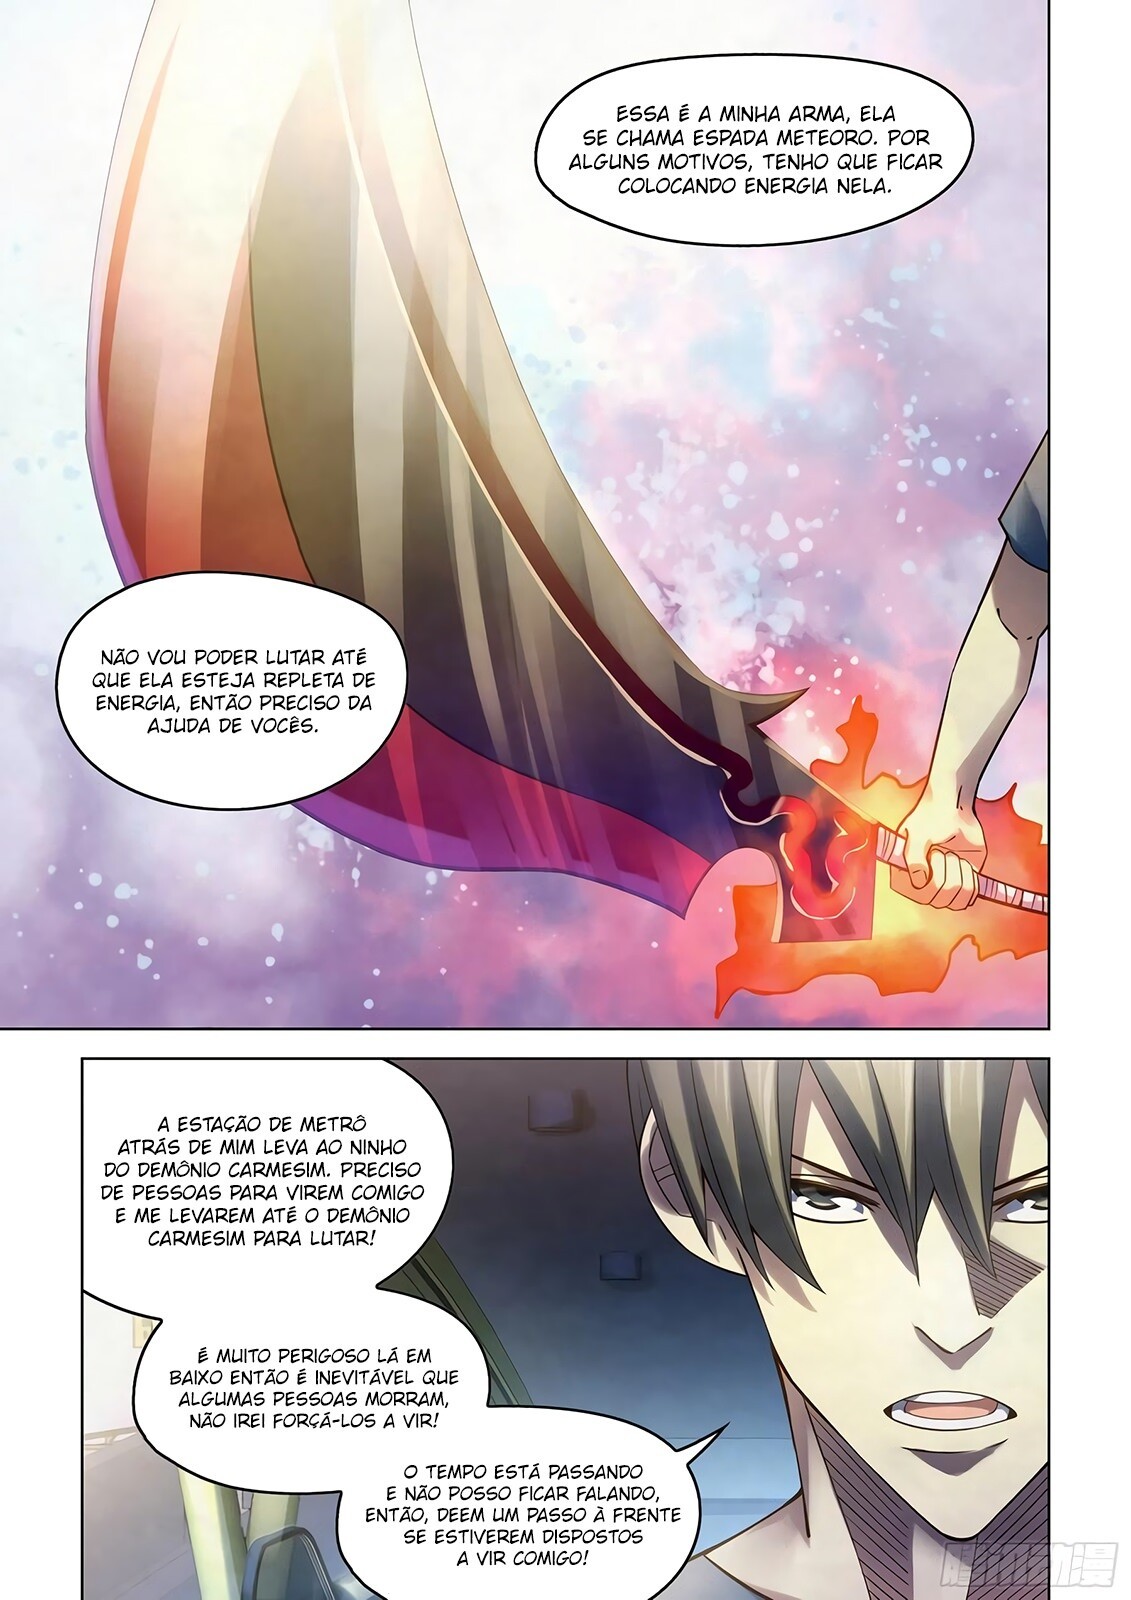 ESSA É A MINHA ARMA, ELA
SE CHAMA ESPADA METEORO. POR
ALGUNS MOTIVOS, TENHO QUE FICAR
COLOCANDO ENERGIA NELA.
NÃO VOU PODER LUTAR ATÉ
QUE ELA ESTEJA REPLETA DE
ENERGIA, ENTÃO PRECISO DA
AJUDA DE VOCÊS.
A ESTAÇÃO DE METRÔ
ATRÁS DE MIM LEVA AO NINHO
DO DEMÔNIO CARMESIM. PRECISO
DE PESSOAS PARA VIREM COMIGO
E ME LEVAREM ATÉ O DEMÔNIO
CARMESIM PARA LUTAR!
É MUITO PERIGOSO LÁ EM
BAIXO ENTÃO É INEVITÁVEL QUE
ALGUMAS PESSOAS MORRAM,
NÃO IREI FORÇÁ-LOS A VIR!
O TEMPO ESTÁ PASSANDO
E NÃO POSSO FICAR FALANDO,
ENTÃO, DEEM UM PASSO À FRENTE
SE ESTIVEREM DISPOSTOS
A VIR COMIGO!